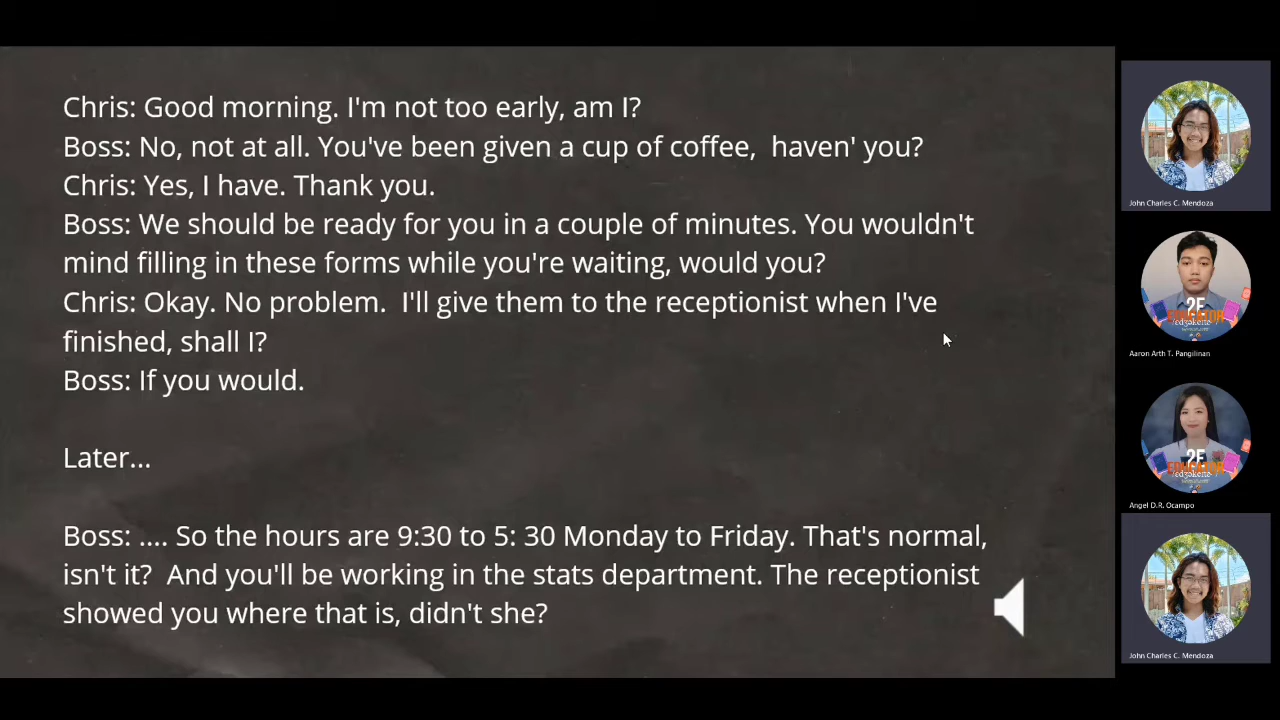 Chris: Good morning. I'm not too early, am I?
Boss: No, not at all. You've been given a cup of coffee,  haven' you?
Chris: Yes, I have. Thank you.
Boss: We should be ready for you in a couple of minutes. You wouldn't
mind filling in these forms while you're waiting, would you?
Chris: Okay. No problem.  I'll give them to the receptionist when I've
finished, shall I?
Boss: If you would.
Later...
Boss: .... So the hours are 9:30 to 5: 30 Monday to Friday. That's normal,
isn't it?  And you'll be working in the stats department. The receptionist
showed you where that is, didn't she?
John Charles C. Mendoza
2F
Aaron Arth T. Pangilinan
2F
Angel D.R. Ocampo
John Charles C. Mendoza